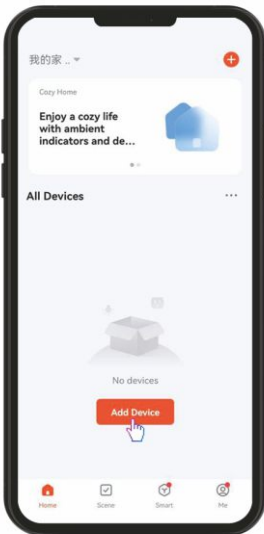 我的家 ..
Cozy Home
Enjoy a cozy life
with ambient
indicators and de...
All Devices
No devices
Add Device
Home
Scene
Smart
Me